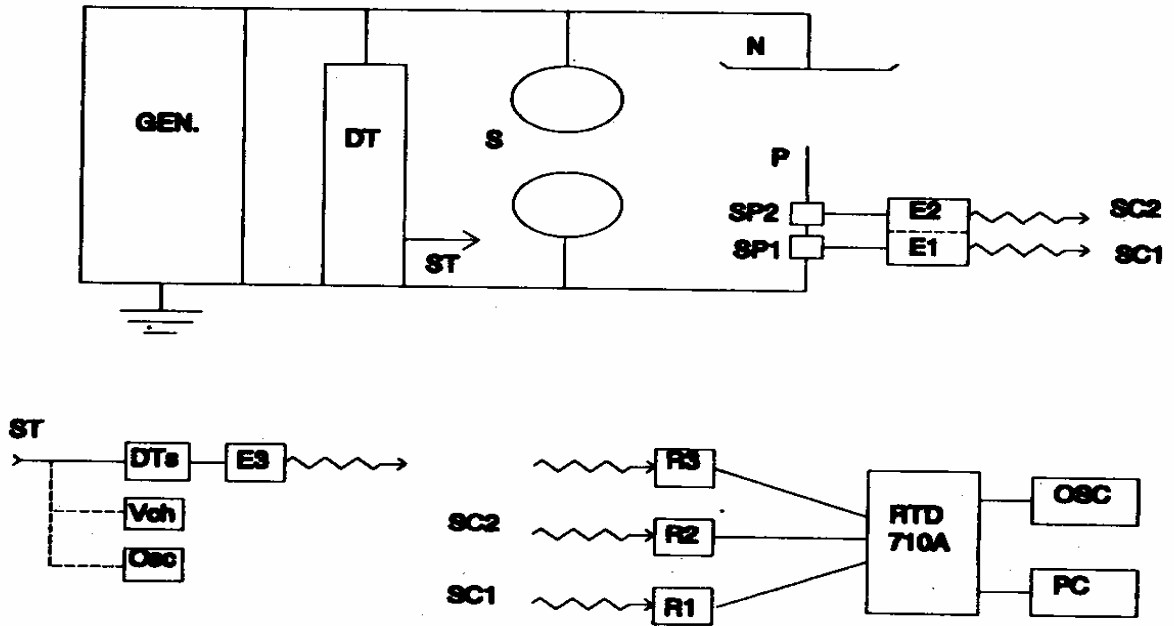 N
GEN.
DT
S
P
SP2
E2
SC2
SP1
E1
SC1
ST
ST
DTs
E3
R3
Vch
SC2
R2
RTD
710A
OSC
Osc
SC1
R1
PC